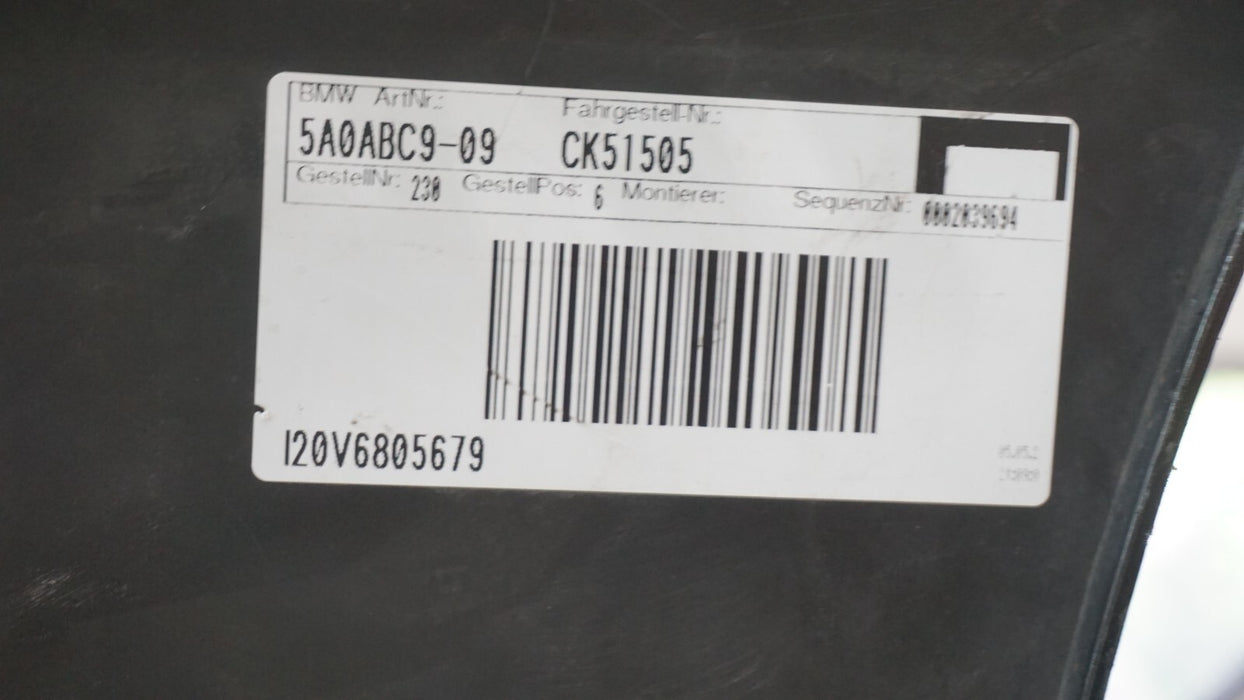 BMW ArtNr.: Fahrgestell-Nr.:
5A0ABC9-09 CK51505
GestellNr: 230 GestellPos: 6 Montierer: SequenzNr: 0002039694
I20V6805679